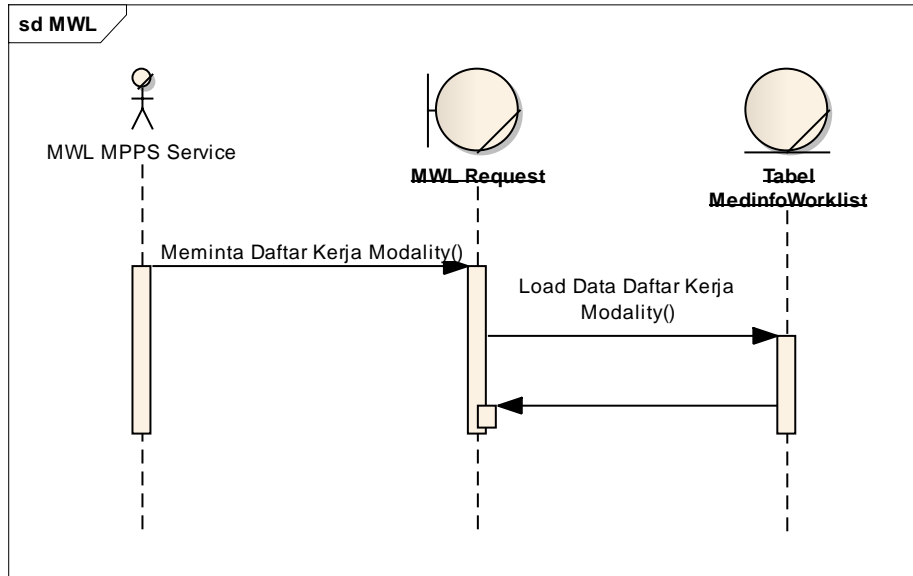 sd MWL
MWL MPPS Service
MWL Request
Tabel
MedinfoWorklist
Meminta Daftar Kerja Modality()
Load Data Daftar Kerja
Modality()